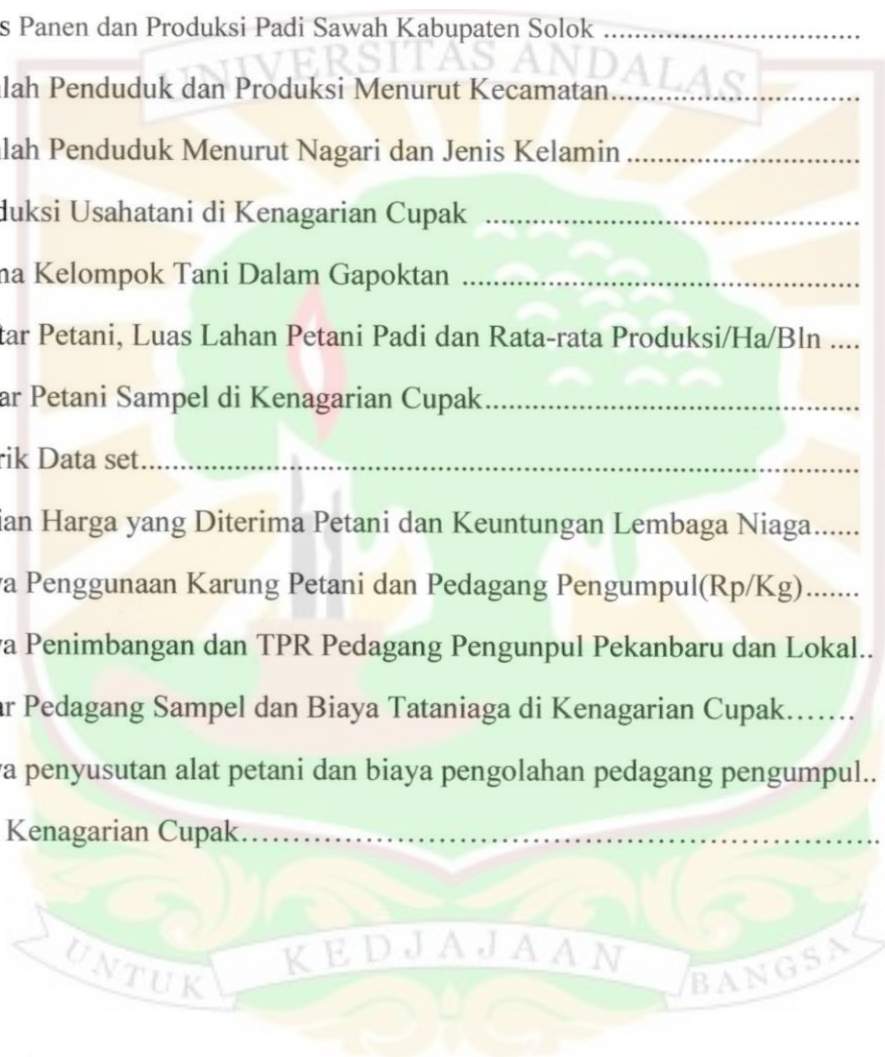 s Panen dan Produksi Padi Sawah Kabupaten Solok ..................................
UNIVERSITAS ANDALAS
lah Penduduk dan Produksi Menurut Kecamatan.................................
lah Penduduk Menurut Nagari dan Jenis Kelamin ...............................
duksi Usahatani di Kenagarian Cupak ..................................................
na Kelompok Tani Dalam Gapoktan .....................................................
tar Petani, Luas Lahan Petani Padi dan Rata-rata Produksi/Ha/Bln ....
ar Petani Sampel di Kenagarian Cupak..................................................
rik Data set................................................................................................
ian Harga yang Diterima Petani dan Keuntungan Lembaga Niaga......
a Penggunaan Karung Petani dan Pedagang Pengumpul(Rp/Kg).......
a Penimbangan dan TPR Pedagang Pengunpul Pekanbaru dan Lokal..
ar Pedagang Sampel dan Biaya Tataniaga di Kenagarian Cupak.......
a penyusutan alat petani dan biaya pengolahan pedagang pengumpul..
Kenagarian Cupak.....................................................................
UNTUK KEDJAJAAN BANGSA